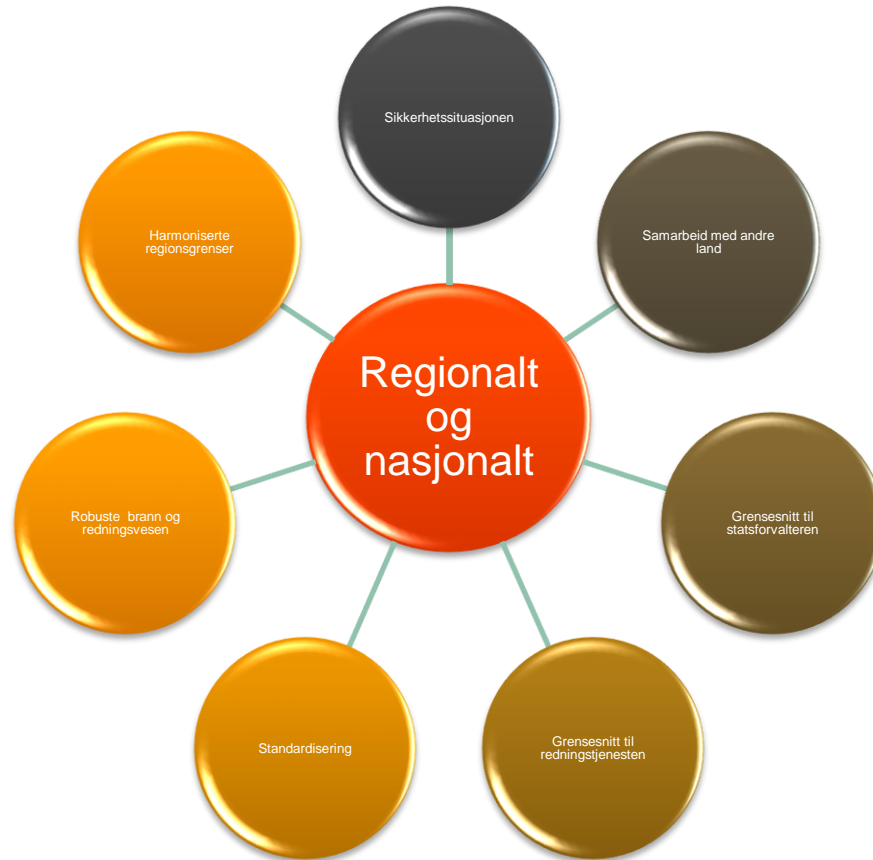 Sikkerhetssituasjonen
Samarbeid med andre
land
Grensesnitt til
statsforvalteren
Grensesnitt til
redningstjenesten
Standardisering
Robuste  brann og
redningsvesen
Harmoniserte
regionsgrenser
Regionalt
og
nasjonalt